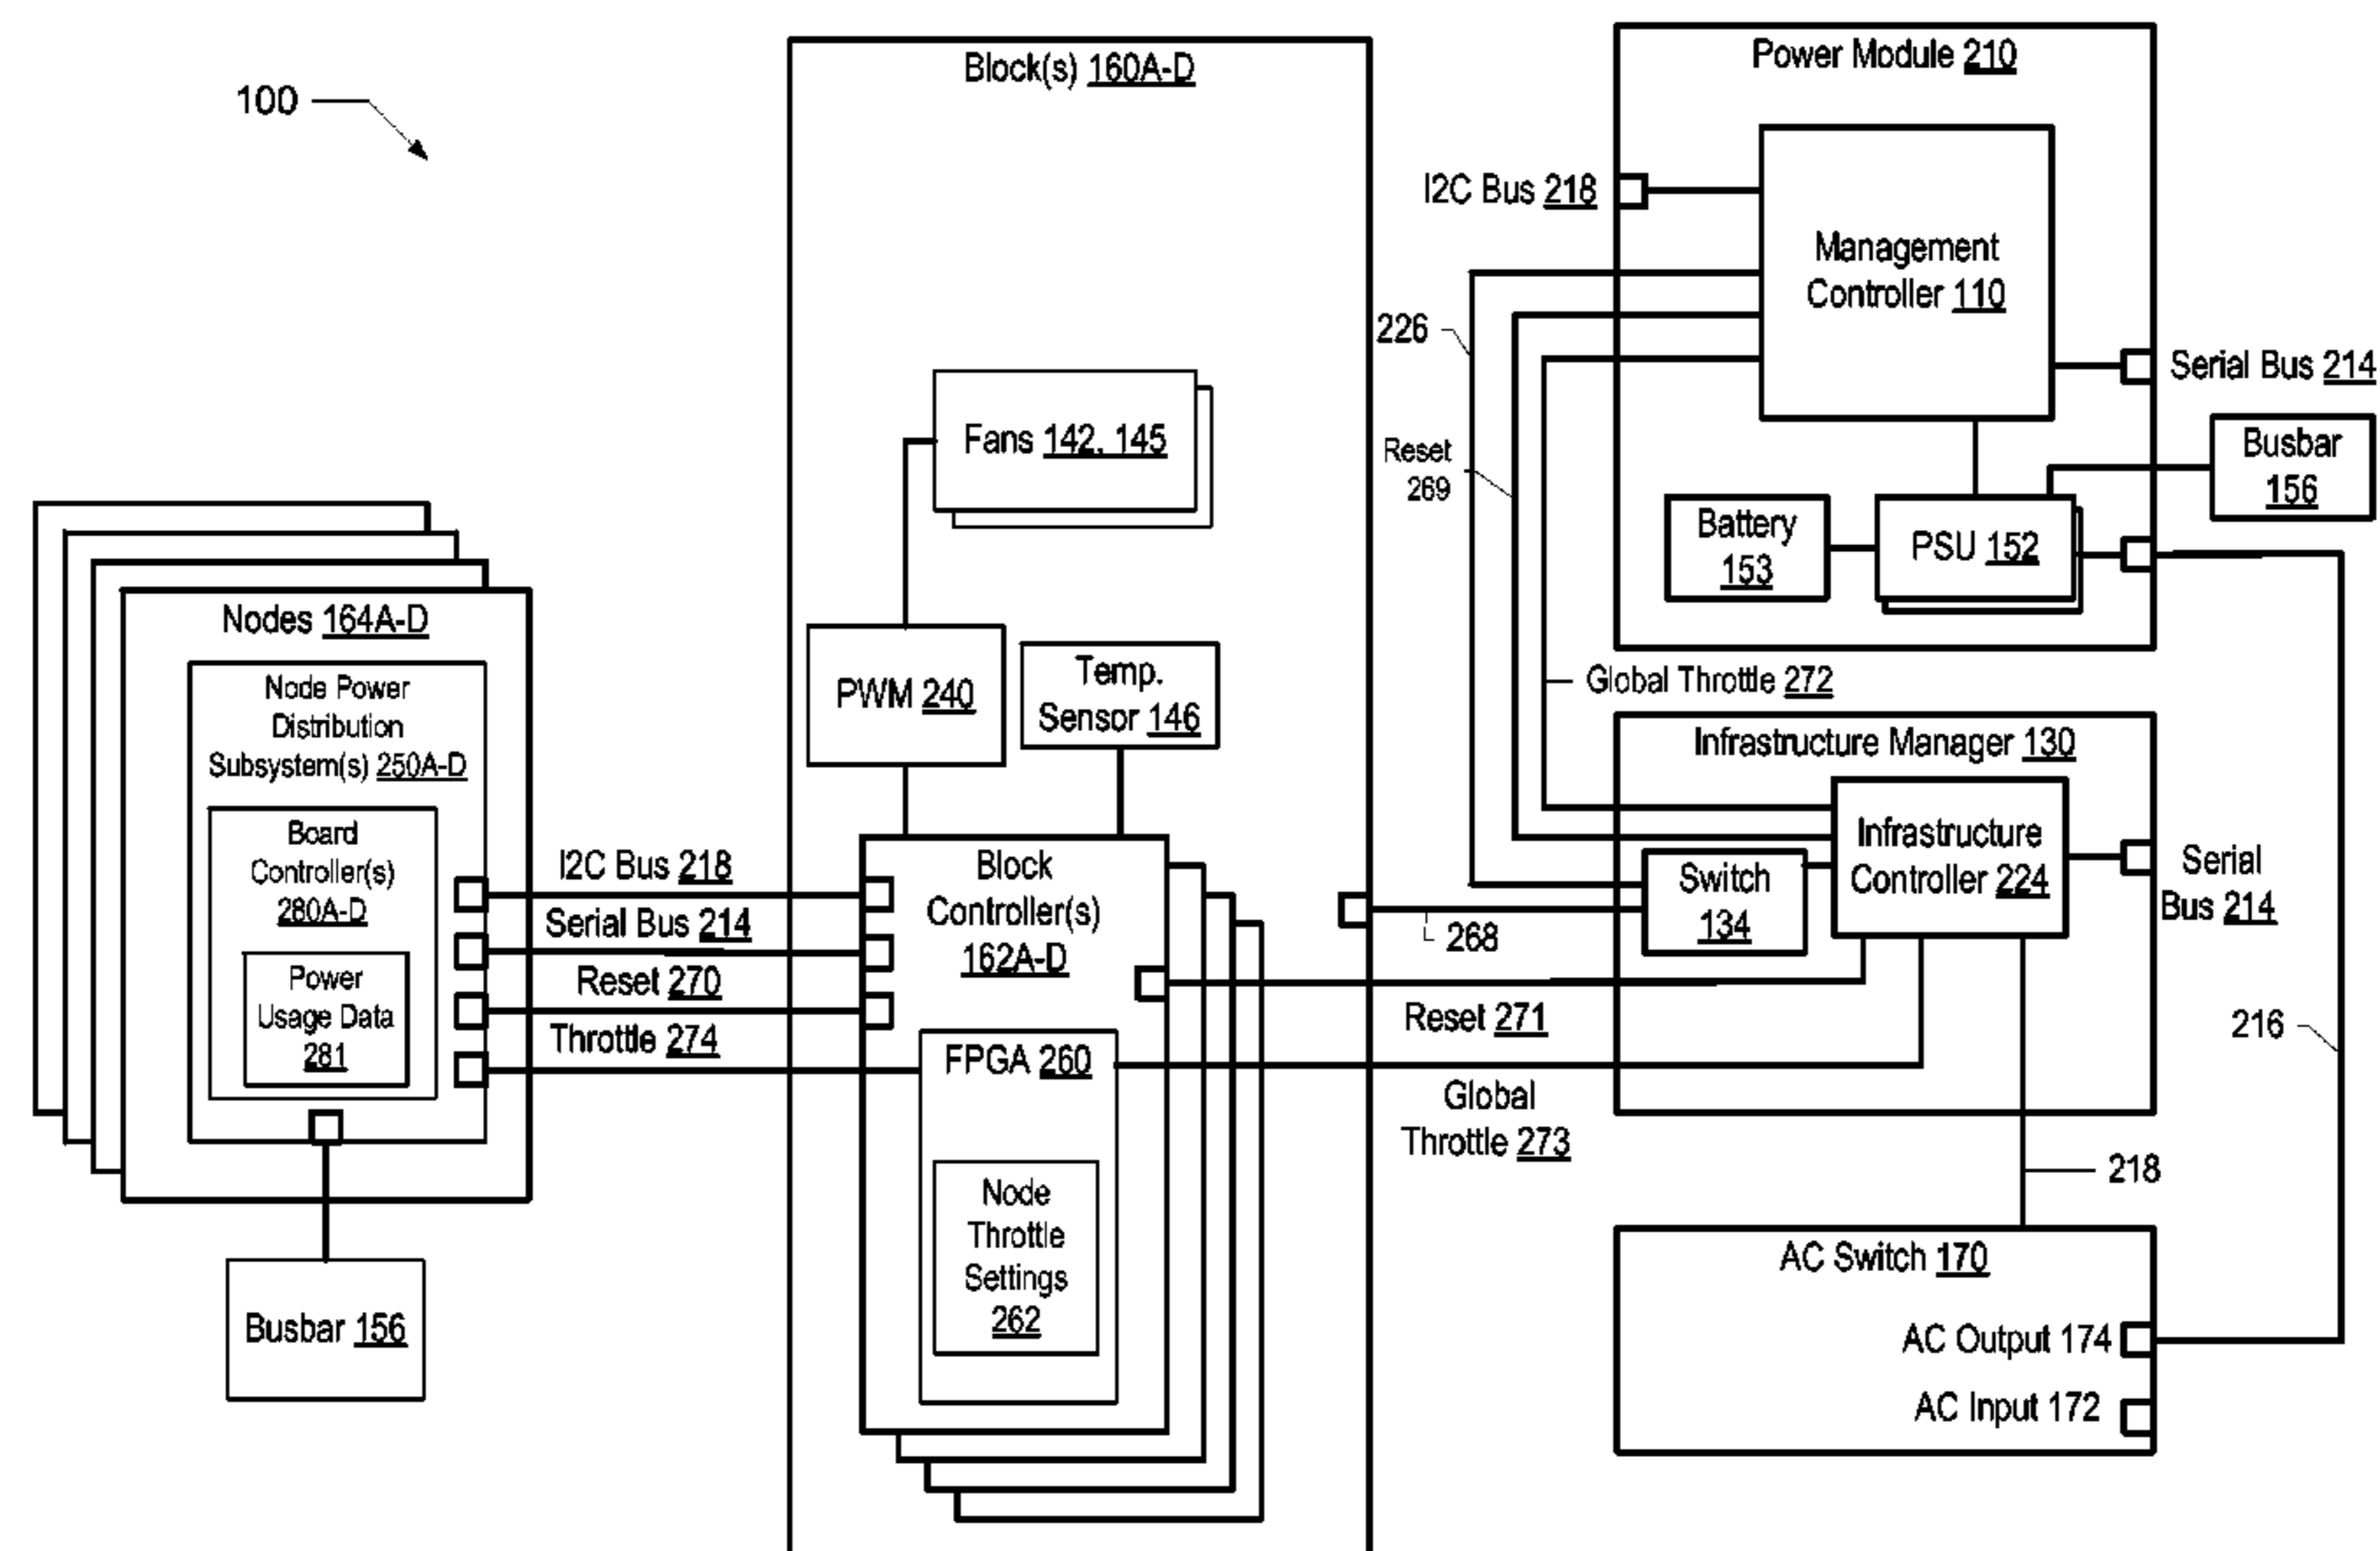 100
Block(s) 160A-D
Fans 142, 145
PWM 240
Temp.
Sensor 146
Block
Controller(s)
162A-D
FPGA 260
Node
Throttle
Settings
262
Nodes 164A-D
Node Power
Distribution
Subsystem(s) 250A-D
Board
Controller(s)
280A-D
Power
Usage Data
281
Busbar 156
I2C Bus 218
Serial Bus 214
Reset 270
Throttle 274
Power Module 210
I2C Bus 218
Management
Controller 110
Serial Bus 214
Busbar
156
Battery
153
PSU 152
226
Reset
269
Global Throttle 272
Infrastructure Manager 130
Infrastructure
Controller 224
Switch
134
Serial
Bus 214
268
Reset 271
Global
Throttle 273
216
218
AC Switch 170
AC Output 174
AC Input 172